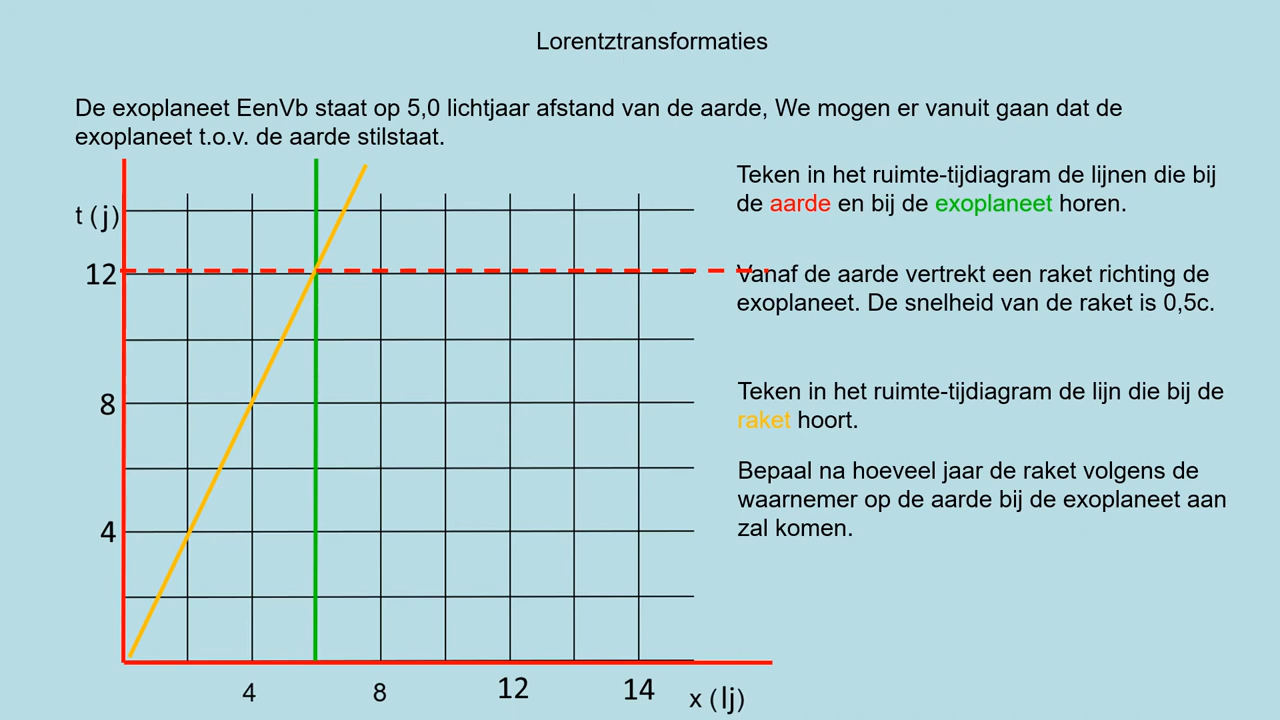 Lorentztransformaties
De exoplaneet EenVb staat op 5,0 lichtjaar afstand van de aarde, We mogen er vanuit gaan dat de
exoplaneet t.o.v. de aarde stilstaat.
Teken in het ruimte-tijdiagram de lijnen die bij
de aarde en bij de exoplaneet horen.
Vanaf de aarde vertrekt een raket richting de
exoplaneet. De snelheid van de raket is 0,5c.
Teken in het ruimte-tijdiagram de lijn die bij de
raket hoort.
Bepaal na hoeveel jaar de raket volgens de
waarnemer op de aarde bij de exoplaneet aan
zal komen.
t (j)
12
8
4
4 8 12 14 x (lj)